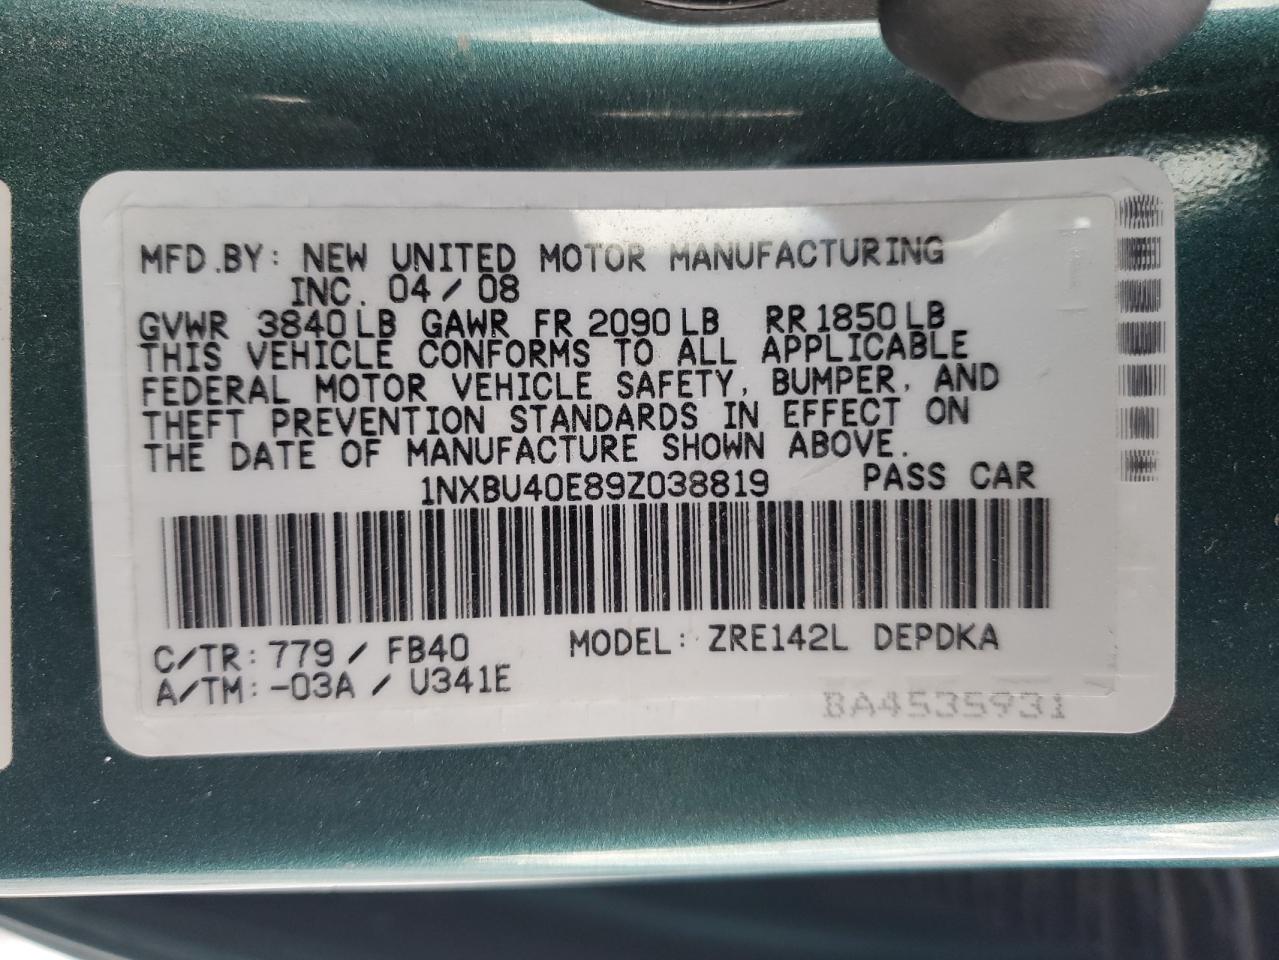 MFD.BY: NEW UNITED MOTOR MANUFACTURING
INC. 04/08
GVWR 3840LB GAWR FR 2090LB RR1850LB
THIS VEHICLE CONFORMS TO ALL APPLICABLE
FEDERAL MOTOR VEHICLE SAFETY, BUMPER, AND
THEFT PREVENTION STANDARDS IN EFFECT ON
THE DATE OF MANUFACTURE SHOWN ABOVE.
1NXBU40E89Z038819 PASS CAR
C/TR: 779 / FB40 MODEL: ZRE142L DEPDKA
A/TM: -03A / U341E
BA4535931